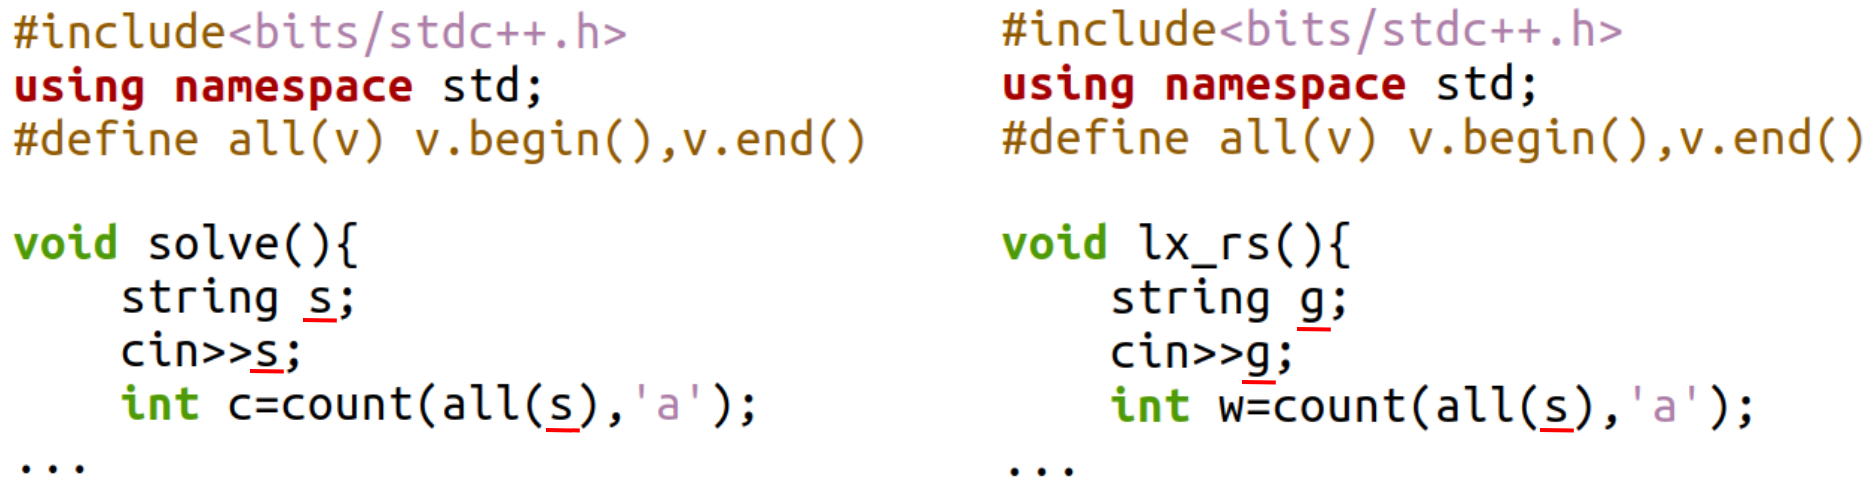 #include<bits/stdc++.h>
using namespace std;
#define all(v) v.begin(),v.end()

void solve(){
    string s;
    cin>>s;
    int c=count(all(s),'a');
...

#include<bits/stdc++.h>
using namespace std;
#define all(v) v.begin(),v.end()

void lx_rs(){
    string g;
    cin>>g;
    int w=count(all(s),'a');
...